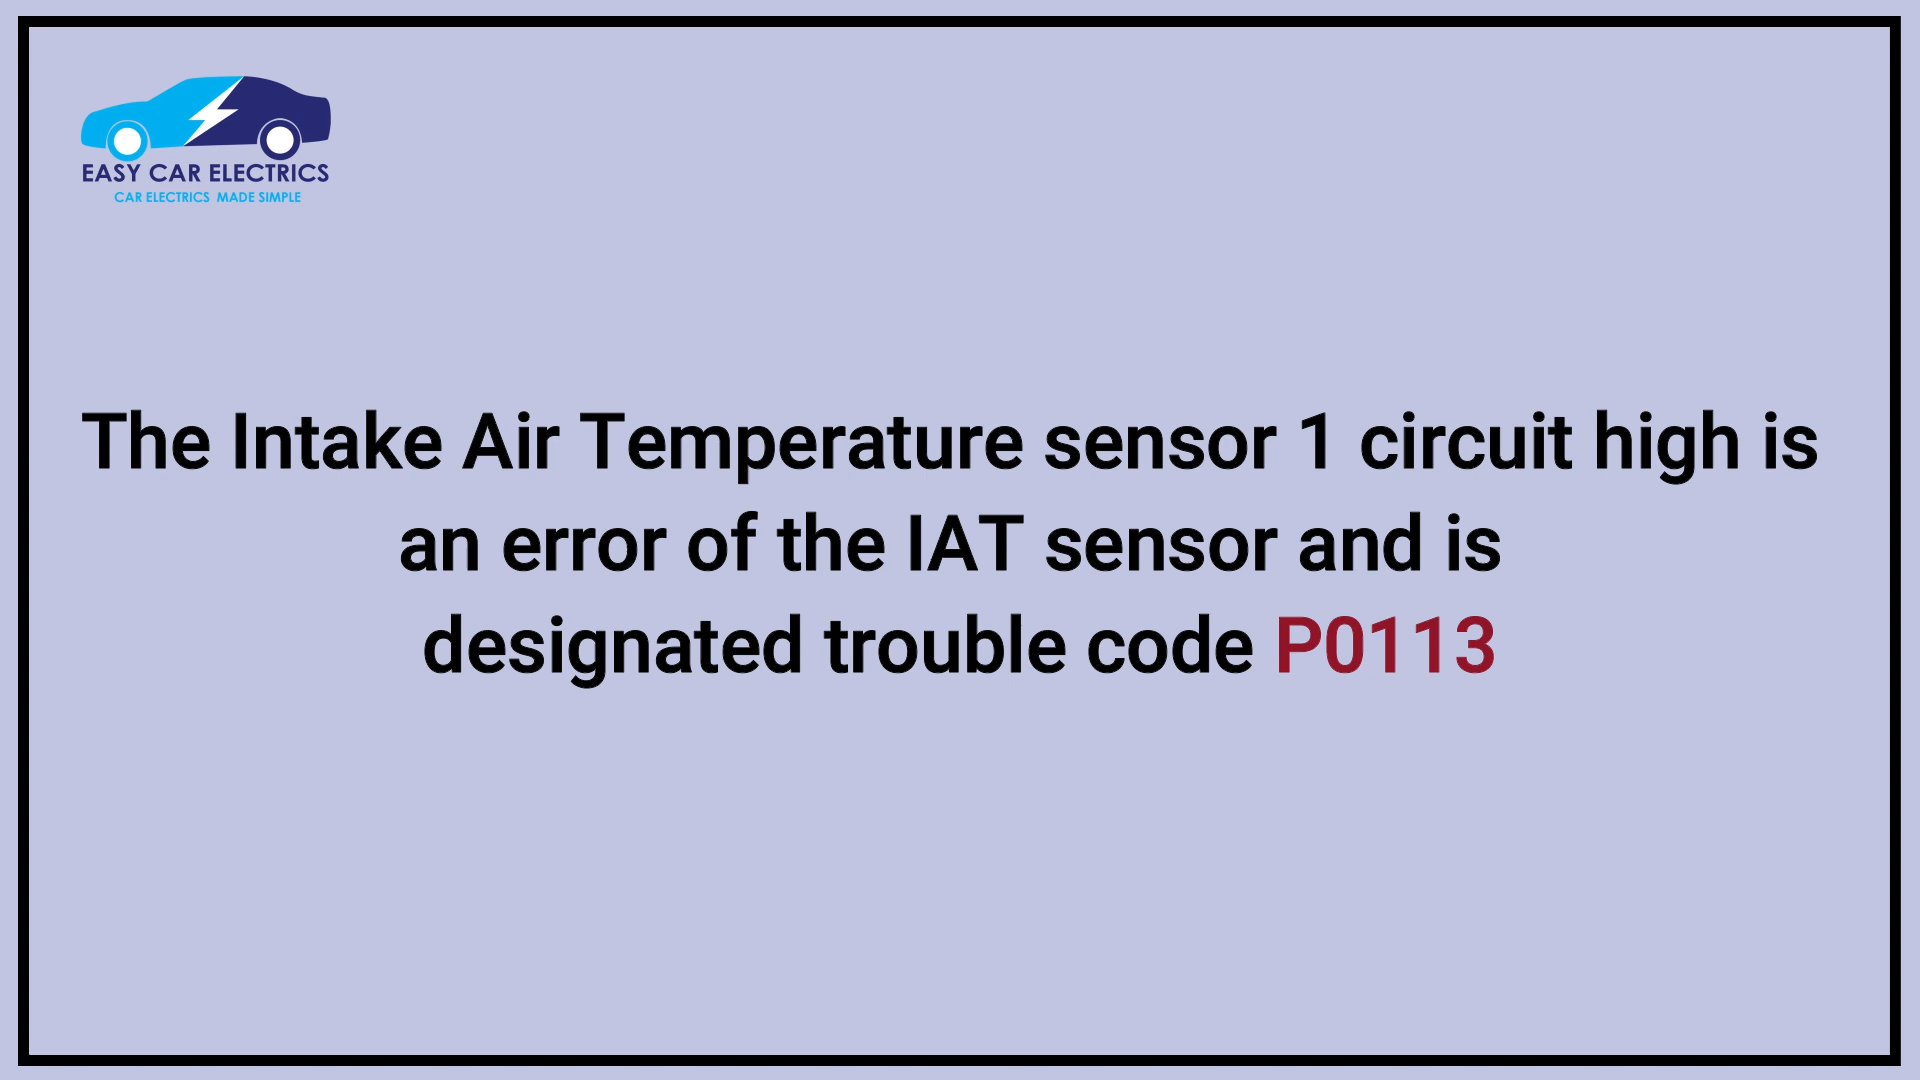 EASY CAR ELECTRICS
CAR ELECTRICS MADE SIMPLE
The Intake Air Temperature sensor 1 circuit high is
an error of the IAT sensor and is
designated trouble code P0113